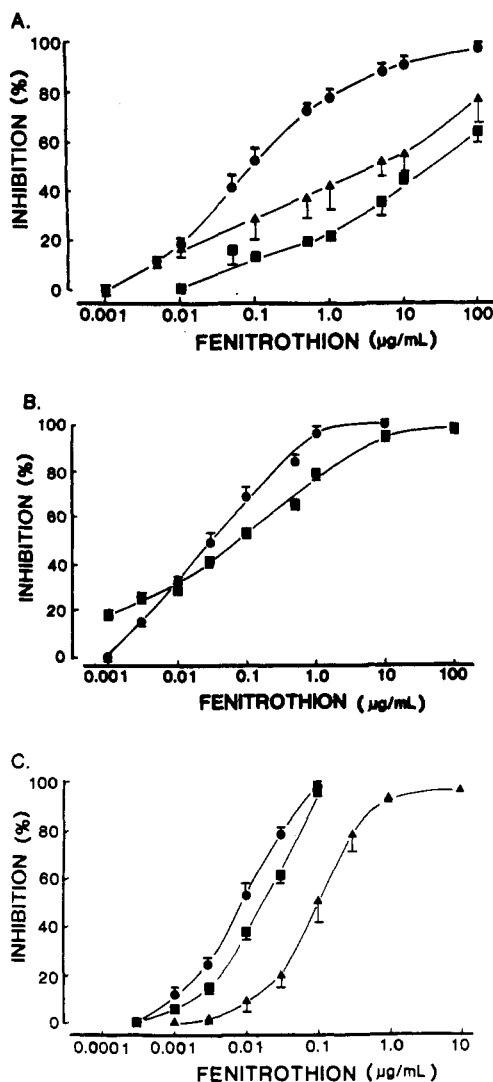 A.
100
80
60
40
20
0
INHIBITION (%)
0.001 0.01 0.1 1.0 10 100
FENITROTHION (µg/mL)
B.
100
80
60
40
20
0
INHIBITION (%)
0.001 0.01 0.1 1.0 10 100
FENITROTHION (µg/mL)
C.
100
80
60
40
20
0
INHIBITION (%)
0.0001 0.001 0.01 0.1 1.0 10
FENITROTHION (µg/mL)